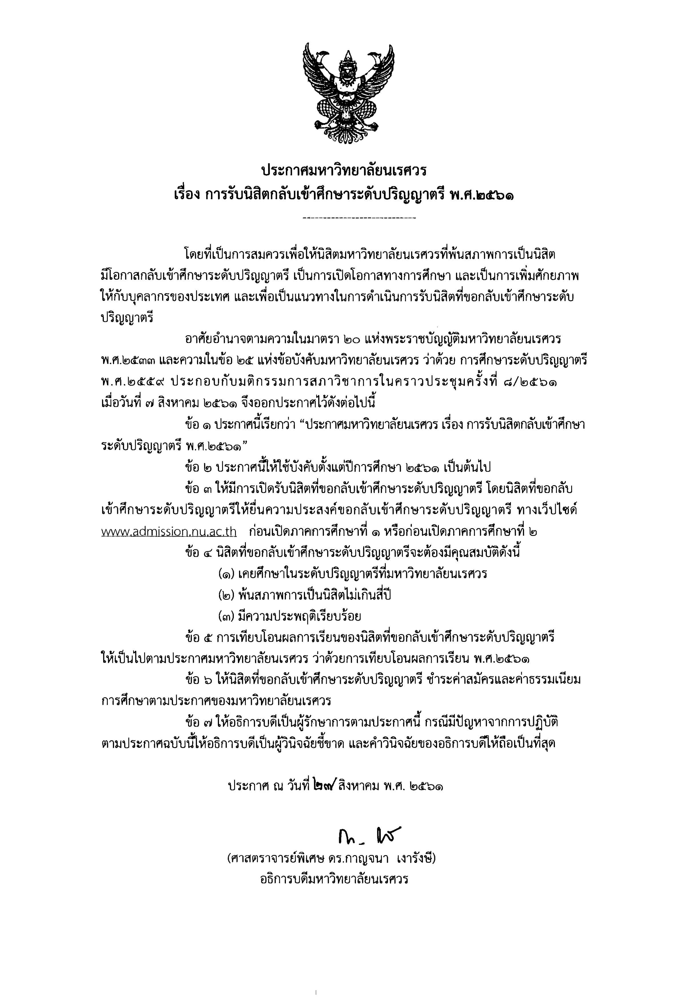 ประกาศมหาวิทยาลัยนเรศวร
เรื่อง การรับนิสิตกลับเข้าศึกษาระดับปริญญาตรี พ.ศ.๒๕๖๑
----------------------------
โดยที่เป็นการสมควรเพื่อให้นิสิตมหาวิทยาลัยนเรศวรที่พ้นสภาพการเป็นนิสิต
มีโอกาสกลับเข้าศึกษาระดับปริญญาตรี เป็นการเปิดโอกาสทางการศึกษา และเป็นการเพิ่มศักยภาพ
ให้กับบุคลากรของประเทศ และเพื่อเป็นแนวทางในการดำเนินการรับนิสิตที่ขอกลับเข้าศึกษาระดับ
ปริญญาตรี
อาศัยอำนาจตามความในมาตรา ๒๐ แห่งพระราชบัญญัติมหาวิทยาลัยนเรศวร
พ.ศ.๒๕๓๓ และความในข้อ ๒๕ แห่งข้อบังคับมหาวิทยาลัยนเรศวร ว่าด้วย การศึกษาระดับปริญญาตรี
พ.ศ.๒๕๕๙ ประกอบกับมติกรรมการสภาวิชาการในคราวประชุมครั้งที่ ๘/๒๕๖๑
เมื่อวันที่ ๗ สิงหาคม ๒๕๖๑ จึงออกประกาศไว้ดังต่อไปนี้
ข้อ ๑ ประกาศนี้เรียกว่า “ประกาศมหาวิทยาลัยนเรศวร เรื่อง การรับนิสิตกลับเข้าศึกษา
ระดับปริญญาตรี พ.ศ.๒๕๖๑”
ข้อ ๒ ประกาศนี้ให้ใช้บังคับตั้งแต่ปีการศึกษา ๒๕๖๑ เป็นต้นไป
ข้อ ๓ ให้มีการเปิดรับนิสิตที่ขอกลับเข้าศึกษาระดับปริญญาตรี โดยนิสิตที่ขอกลับ
เข้าศึกษาระดับปริญญาตรีให้ยื่นความประสงค์ขอกลับเข้าศึกษาระดับปริญญาตรี ทางเว็ปไซด์
www.admission.nu.ac.th ก่อนเปิดภาคการศึกษาที่ ๑ หรือก่อนเปิดภาคการศึกษาที่ ๒
ข้อ ๔ นิสิตที่ขอกลับเข้าศึกษาระดับปริญญาตรีจะต้องมีคุณสมบัติดังนี้
(๑) เคยศึกษาในระดับปริญญาตรีที่มหาวิทยาลัยนเรศวร
(๒) พ้นสภาพการเป็นนิสิตไม่เกินสี่ปี
(๓) มีความประพฤติเรียบร้อย
ข้อ ๕ การเทียบโอนผลการเรียนของนิสิตที่ขอกลับเข้าศึกษาระดับปริญญาตรี
ให้เป็นไปตามประกาศมหาวิทยาลัยนเรศวร ว่าด้วยการเทียบโอนผลการเรียน พ.ศ.๒๕๖๑
ข้อ ๖ ให้นิสิตที่ขอกลับเข้าศึกษาระดับปริญญาตรี ชำระค่าสมัครและค่าธรรมเนียม
การศึกษาตามประกาศของมหาวิทยาลัยนเรศวร
ข้อ ๗ ให้อธิการบดีเป็นผู้รักษาการตามประกาศนี้ กรณีมีปัญหาจากการปฏิบัติ
ตามประกาศฉบับนี้ให้อธิการบดีเป็นผู้วินิจฉัยชี้ขาด และคำวินิจฉัยของอธิการบดีให้ถือเป็นที่สุด
ประกาศ ณ วันที่ ๒๗ สิงหาคม พ.ศ. ๒๕๖๑
(ศาสตราจารย์พิเศษ ดร.กาญจนา เงารังษี)
อธิการบดีมหาวิทยาลัยนเรศวร